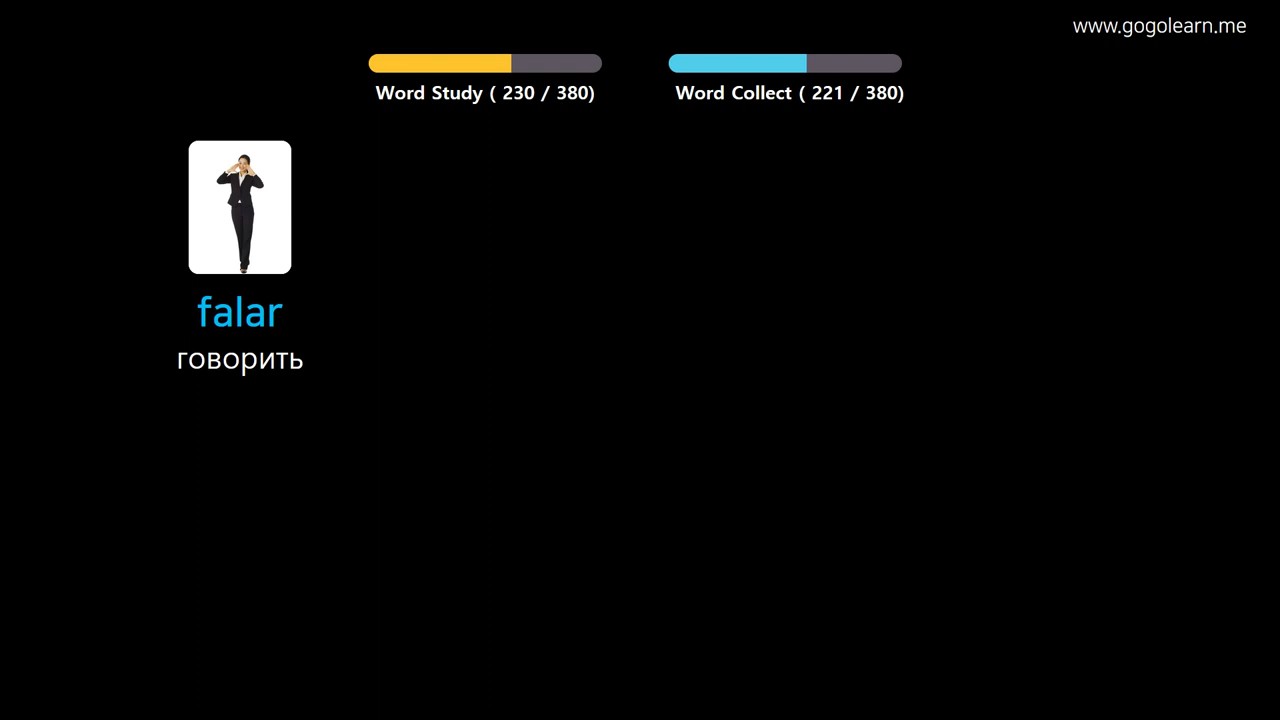 www.gogolearn.me
Word Study ( 230 / 380)
Word Collect ( 221 / 380)
falar
говорить